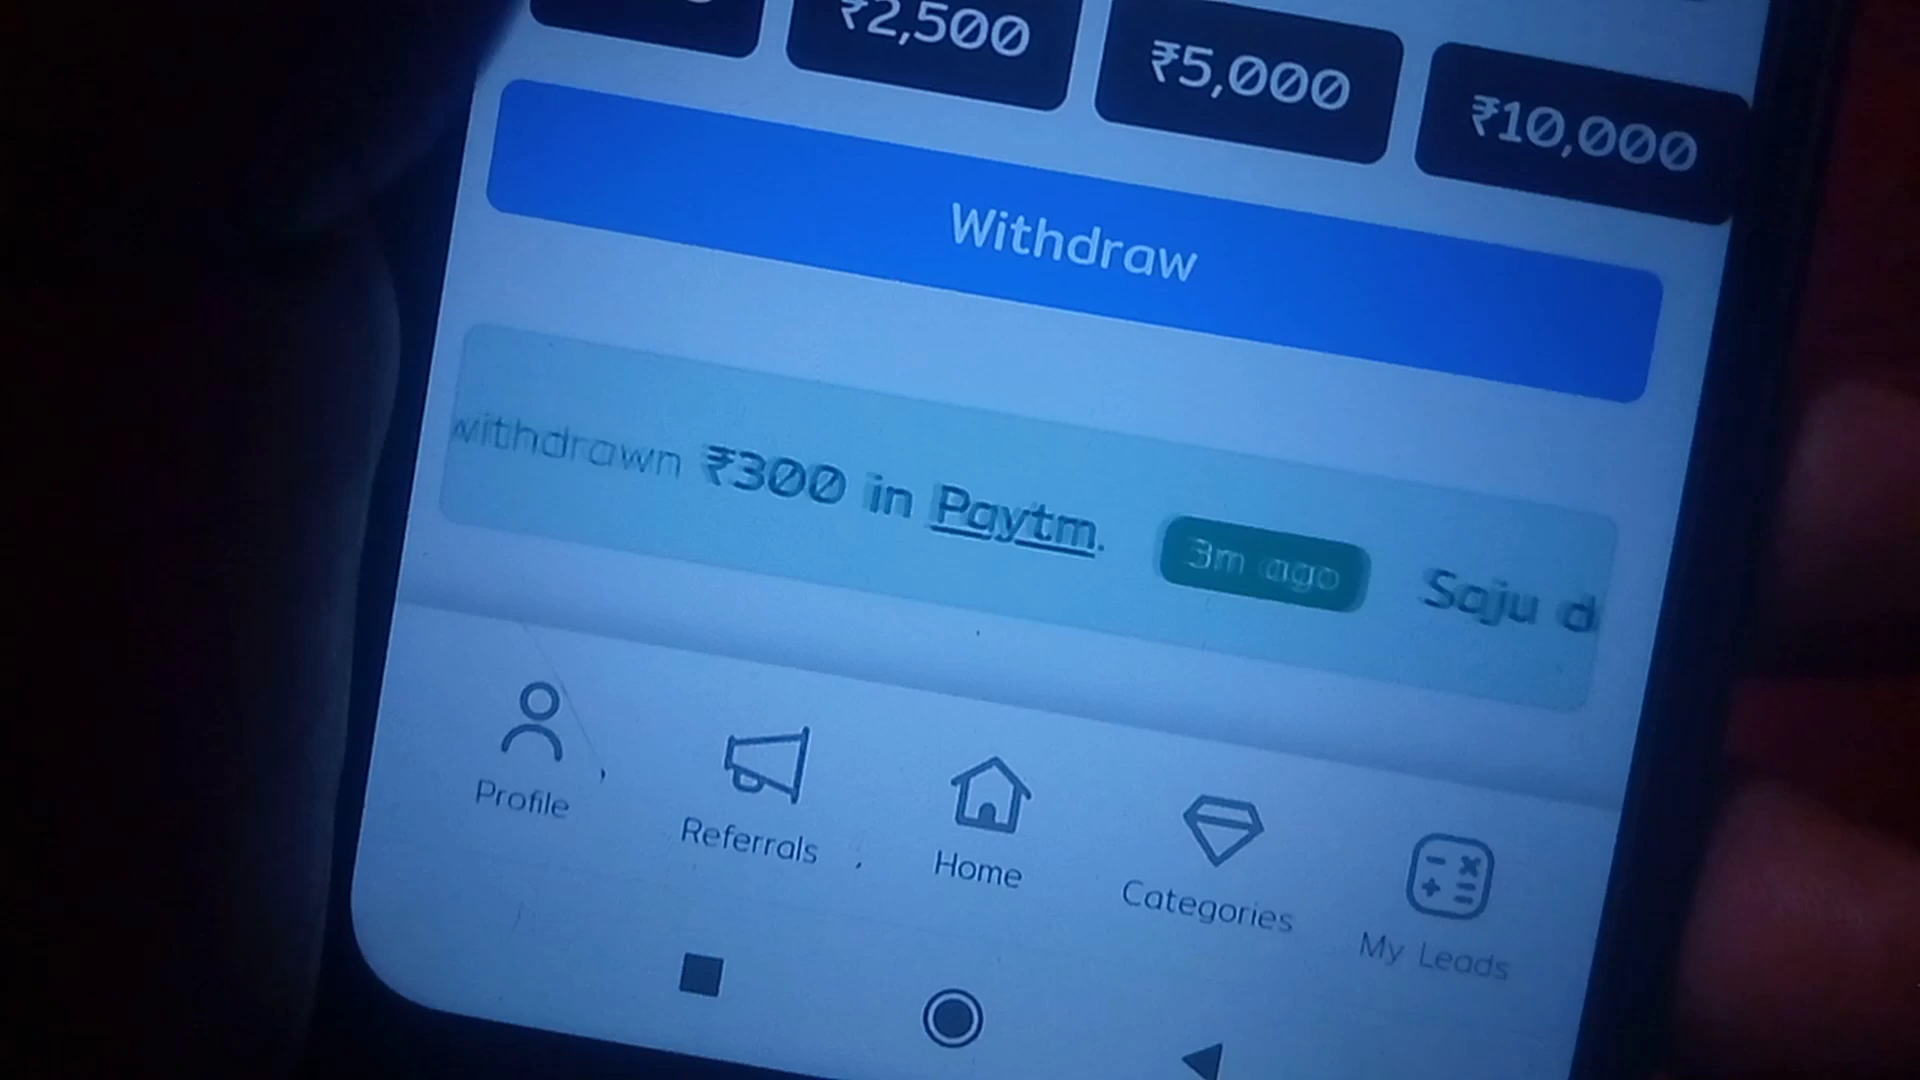 ₹2,500
₹5,000
₹10,000
Withdraw
withdrawn ₹300 in Paytm. 3m ago Saju
Profile
Referrals
Home
Categories
My Leads